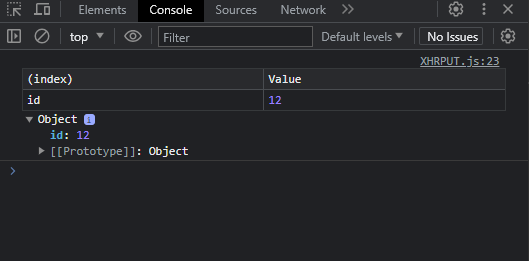 Elements Console Sources Network
top Filter Default levels No Issues
XHRPUT.js:23
(index) Value
id 12
Object i
id: 12
[[Prototype]]: Object